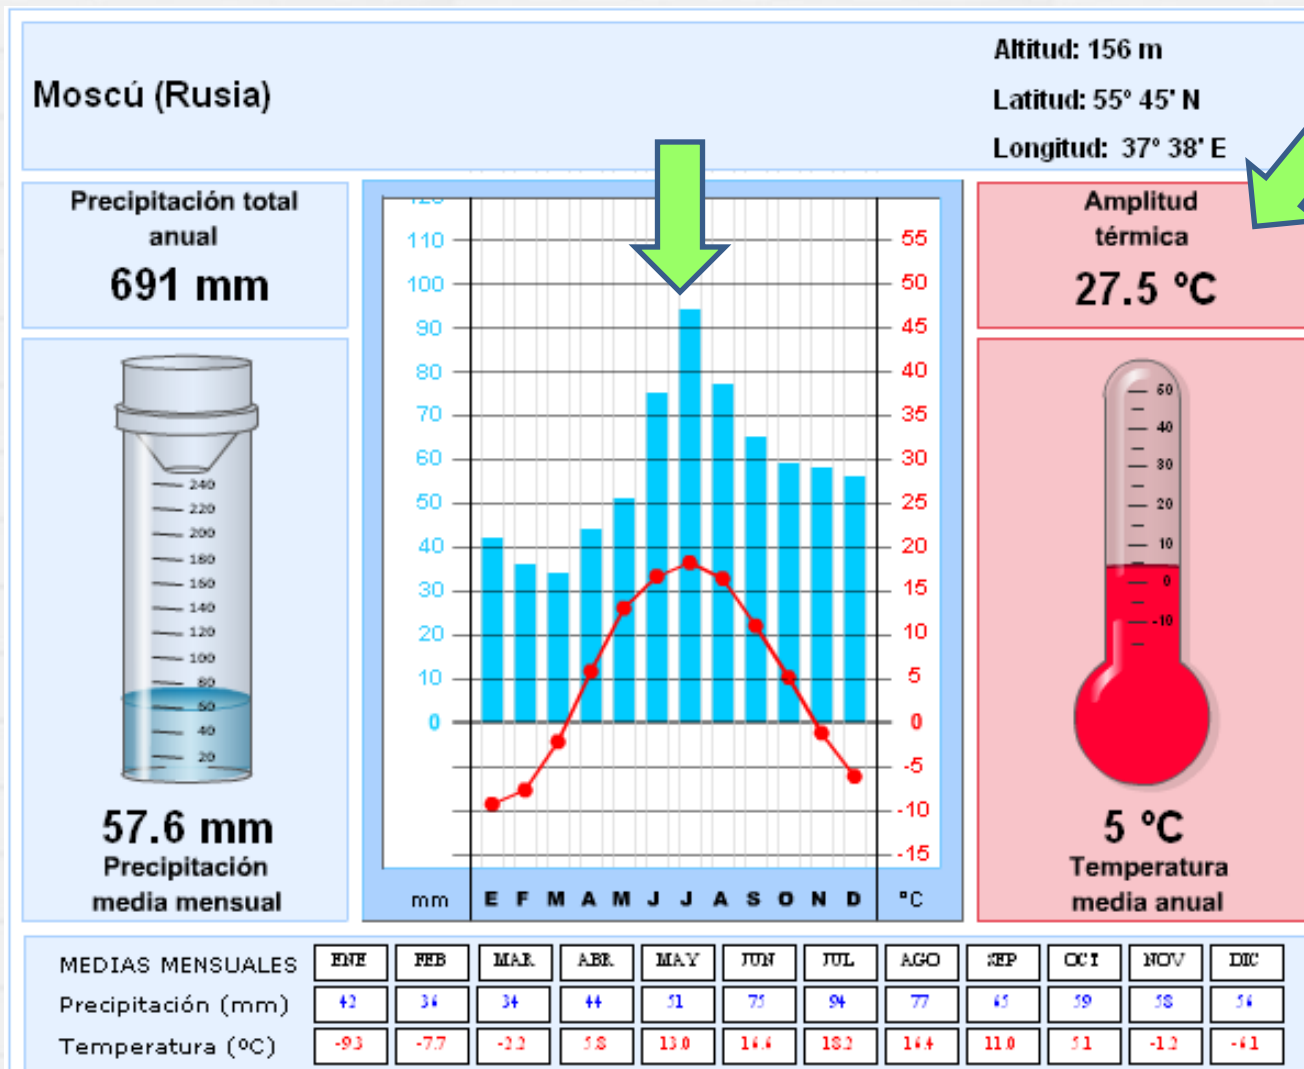 Moscú (Rusia)
Altitud: 156 m
Latitud: 55º 45' N
Longitud: 37º 38' E
Precipitación total
anual
691 mm
120
110
100
90
80
70
60
50
40
30
20
10
0
mm
55
50
45
40
35
30
25
20
15
10
5
0
-5
-10
-15
ºC
E F M A M J J A S O N D
Amplitud
térmica
27.5 ºC
240
220
200
180
160
140
120
100
80
60
40
20
57.6 mm
Precipitación
media mensual
40
30
20
10
0
-10
5 ºC
Temperatura
media anual
MEDIAS MENSUALES ENE FEB MAR ABR MAY JUN JUL AGO SEP OCT NOV DIC
Precipitación (mm) 42 36 34 44 51 75 94 77 65 59 58 56
Temperatura (ºC) -9.3 -7.7 -2.2 5.8 13.0 16.6 18.2 16.4 11.0 5.1 -1.2 -6.1